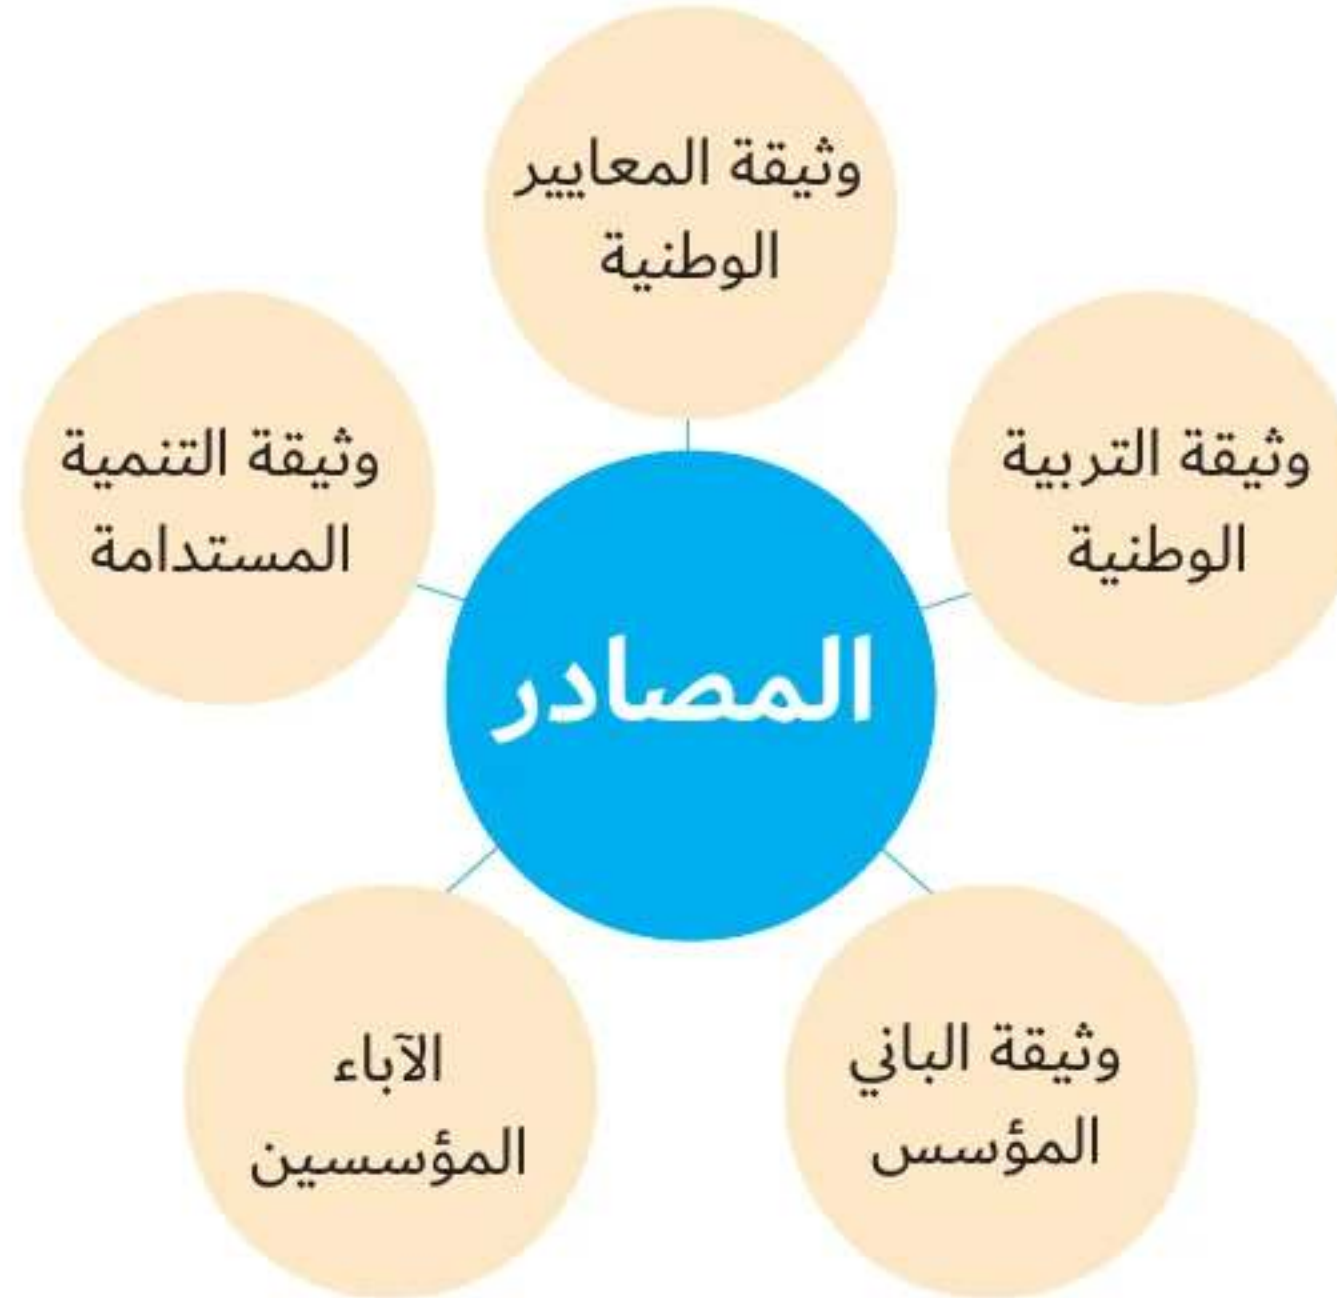 وثيقة المعايير
الوطنية
وثيقة التربية
الوطنية
وثيقة التنمية
المستدامة
المصادر
وثيقة الباني
المؤسس
الآباء
المؤسسين